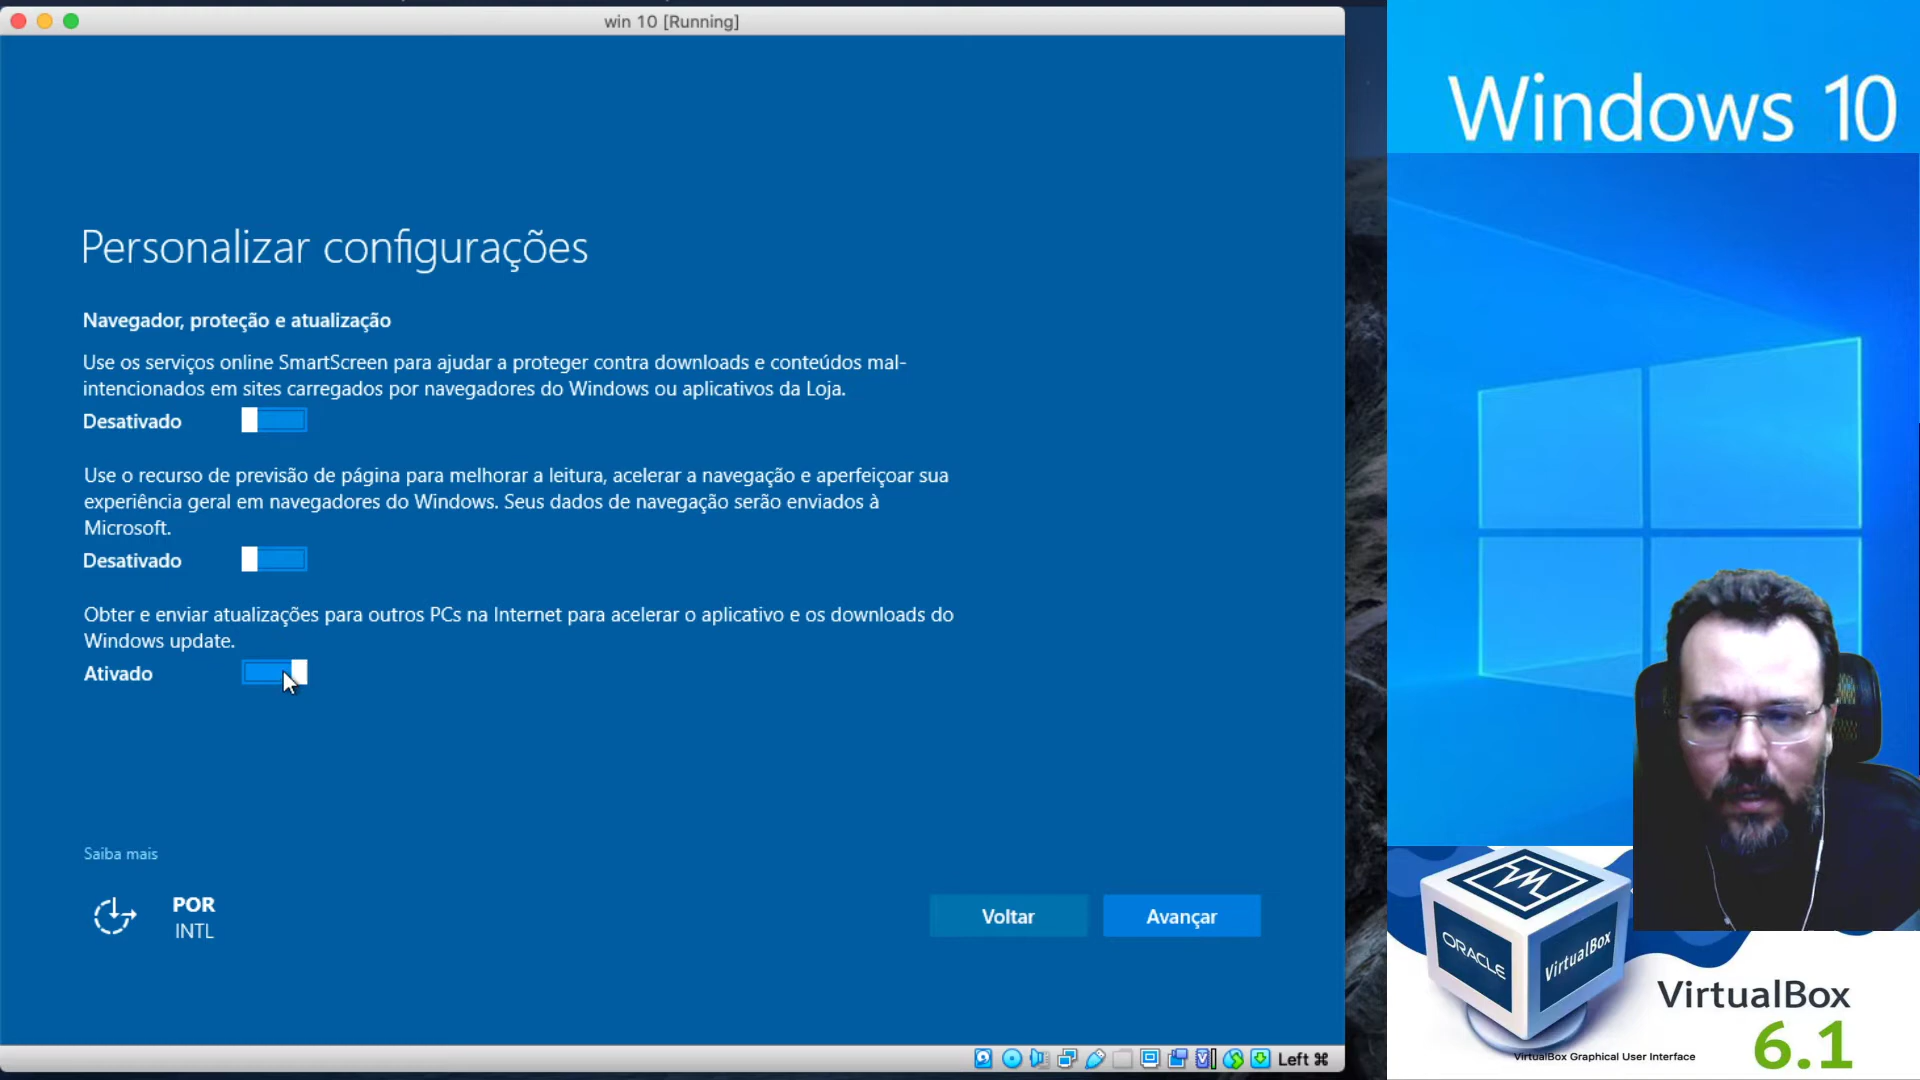 win 10 [Running]
Personalizar configurações
Navegador, proteção e atualização
Use os serviços online SmartScreen para ajudar a proteger contra downloads e conteúdos mal-
intencionados em sites carregados por navegadores do Windows ou aplicativos da Loja.
Desativado
Use o recurso de previsão de página para melhorar a leitura, acelerar a navegação e aperfeiçoar sua
experiência geral em navegadores do Windows. Seus dados de navegação serão enviados à
Microsoft.
Desativado
Obter e enviar atualizações para outros PCs na Internet para acelerar o aplicativo e os downloads do
Windows update.
Ativado
Saiba mais
POR
INTL
Voltar
Avançar
Left ⌘
Windows 10
ORACLE
VirtualBox
VirtualBox
6.1
VirtualBox Graphical User Interface